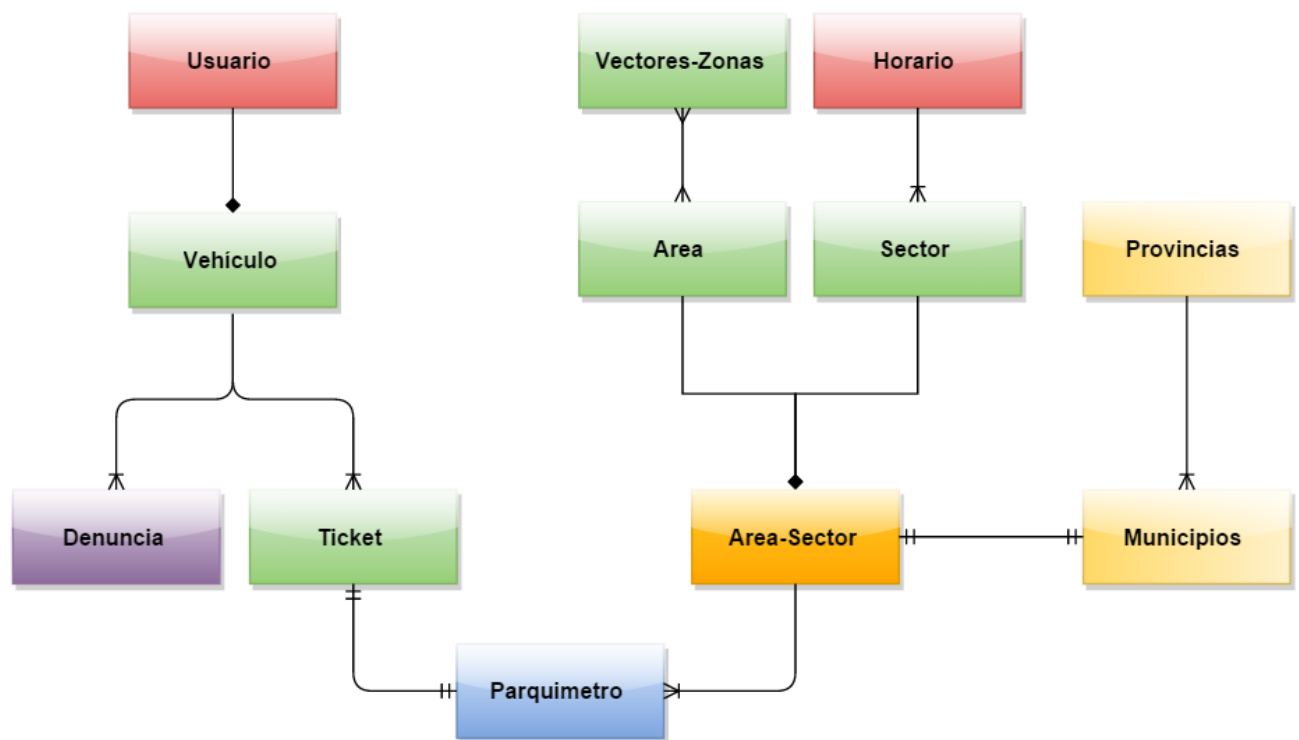 Usuario
Vectores-Zonas
Horario
Vehículo
Area
Sector
Provincias
Denuncia
Ticket
Area-Sector
Municipios
Parquimetro